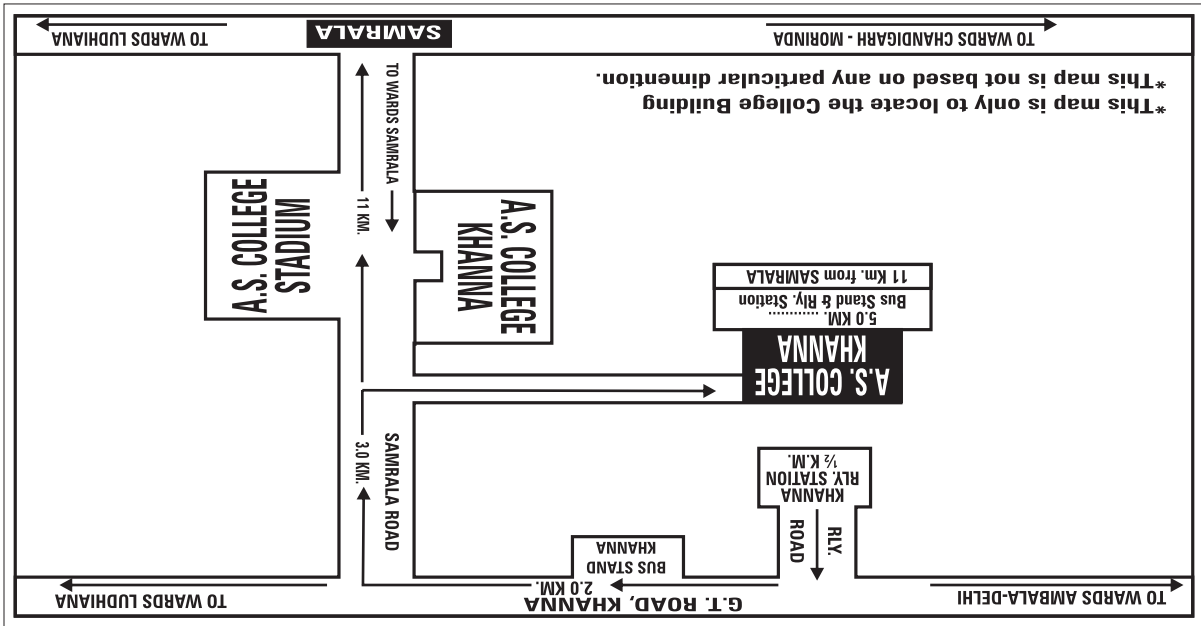 TO WARDS AMBALA-DELHI
G.T. ROAD, KHANNA
2.0 KM.
TO WARDS LUDHIANA
BUS STAND
KHANNA
RLY.
ROAD
KHANNA
RLY. STATION
½ K.M.
SAMRALA ROAD
3.0 KM.
A.S. COLLEGE
KHANNA
5.0 KM. ............
Bus Stand & Rly. Station
11 Km. from SAMRALA
A.S. COLLEGE
KHANNA
A.S. COLLEGE
STADIUM
11 KM.
TO WARDS SAMRALA
*This map is only to locate the College Building
*This map is not based on any particular dimention.
TO WARDS CHANDIGARH - MORINDA
SAMRALA
TO WARDS LUDHIANA